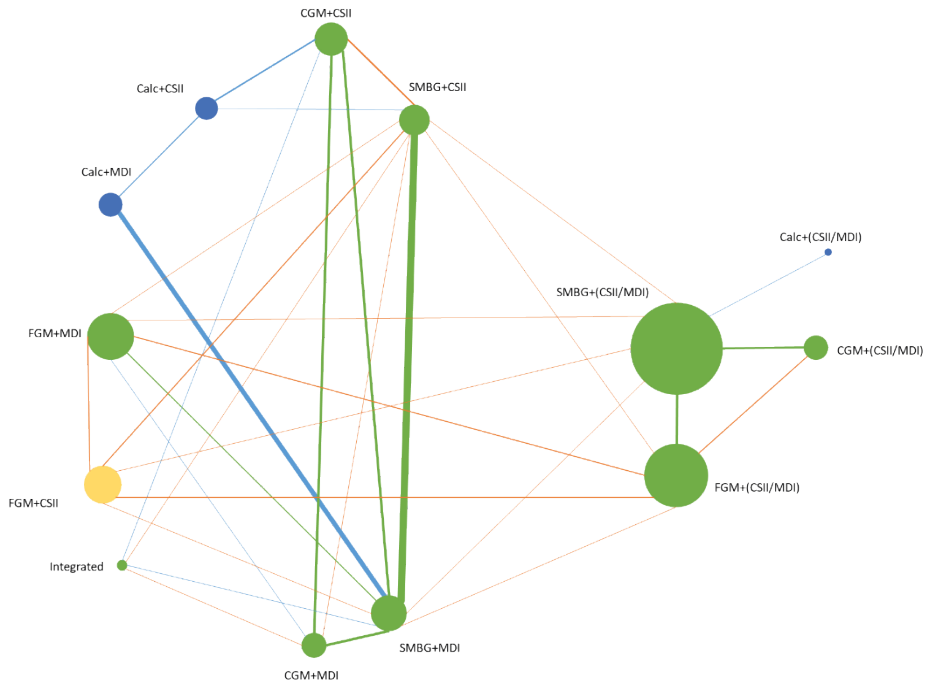 CGM+CSII
SMBG+CSII
Calc+CSII
Calc+MDI
Calc+(CSII/MDI)
SMBG+(CSII/MDI)
FGM+MDI
CGM+(CSII/MDI)
FGM+(CSII/MDI)
FGM+CSII
Integrated
SMBG+MDI
CGM+MDI